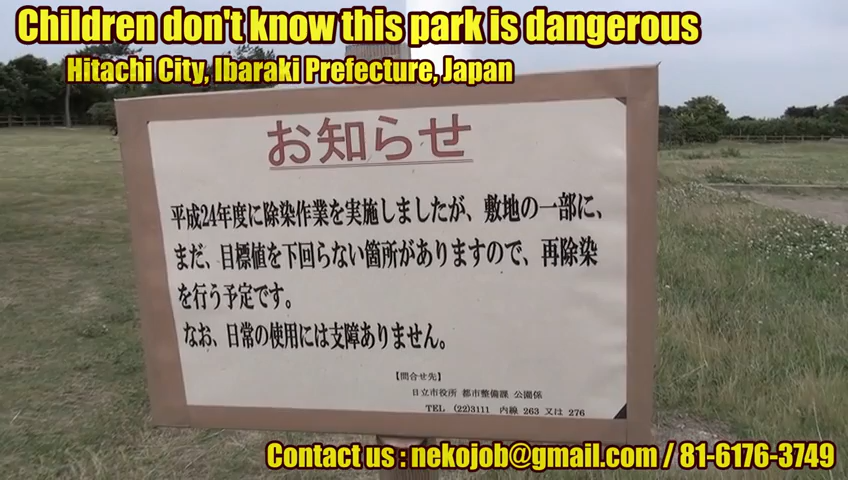 Children don't know this park is dangerous
Hitachi City, Ibaraki Prefecture, Japan
お知らせ
平成24年度に除染作業を実施しましたが、敷地の一部に、
まだ、目標値を下回らない箇所がありますので、再除染
を行う予定です。
なお、日常の使用には支障ありません。
【問合せ先】
日立市役所 都市整備課 公園係
TEL (22)3111 内線 263 又は 276
Contact us : nekojob@gmail.com / 81-6176-3749